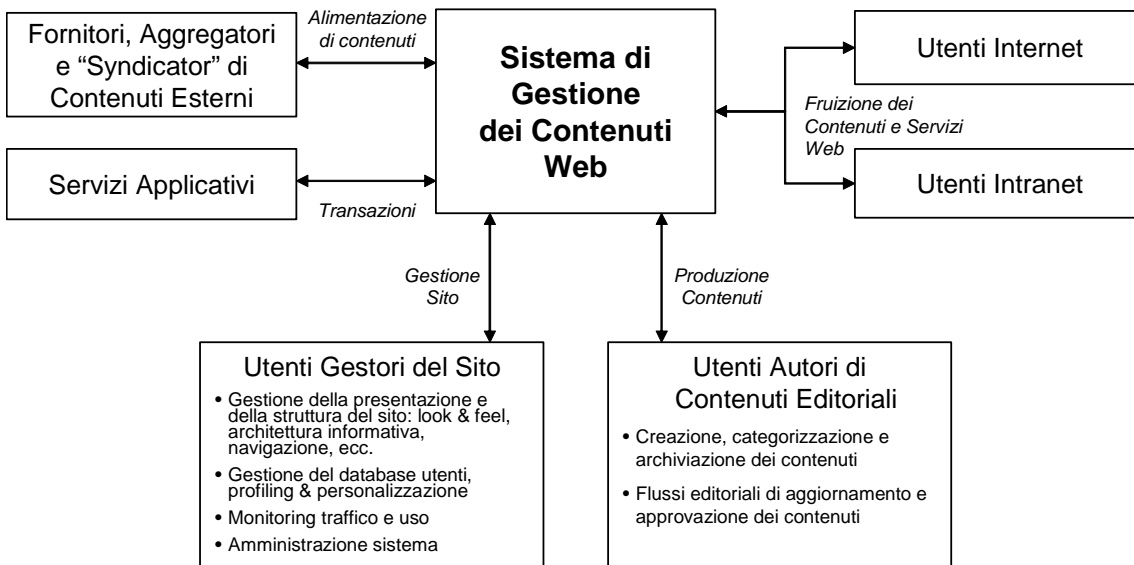 Fornitori, Aggregatori
e “Syndicator” di
Contenuti Esterni
Alimentazione
di contenuti
Sistema di
Gestione
dei Contenuti
Web
Utenti Internet
Fruizione dei
Contenuti e Servizi
Web
Servizi Applicativi
Transazioni
Utenti Intranet
Gestione
Sito
Produzione
Contenuti
Utenti Gestori del Sito
• Gestione della presentazione e
della struttura del sito: look & feel,
architettura informativa,
navigazione, ecc.
• Gestione del database utenti,
profiling & personalizzazione
• Monitoring traffico e uso
• Amministrazione sistema
Utenti Autori di
Contenuti Editoriali
• Creazione, categorizzazione e
archiviazione dei contenuti
• Flussi editoriali di aggiornamento e
approvazione dei contenuti